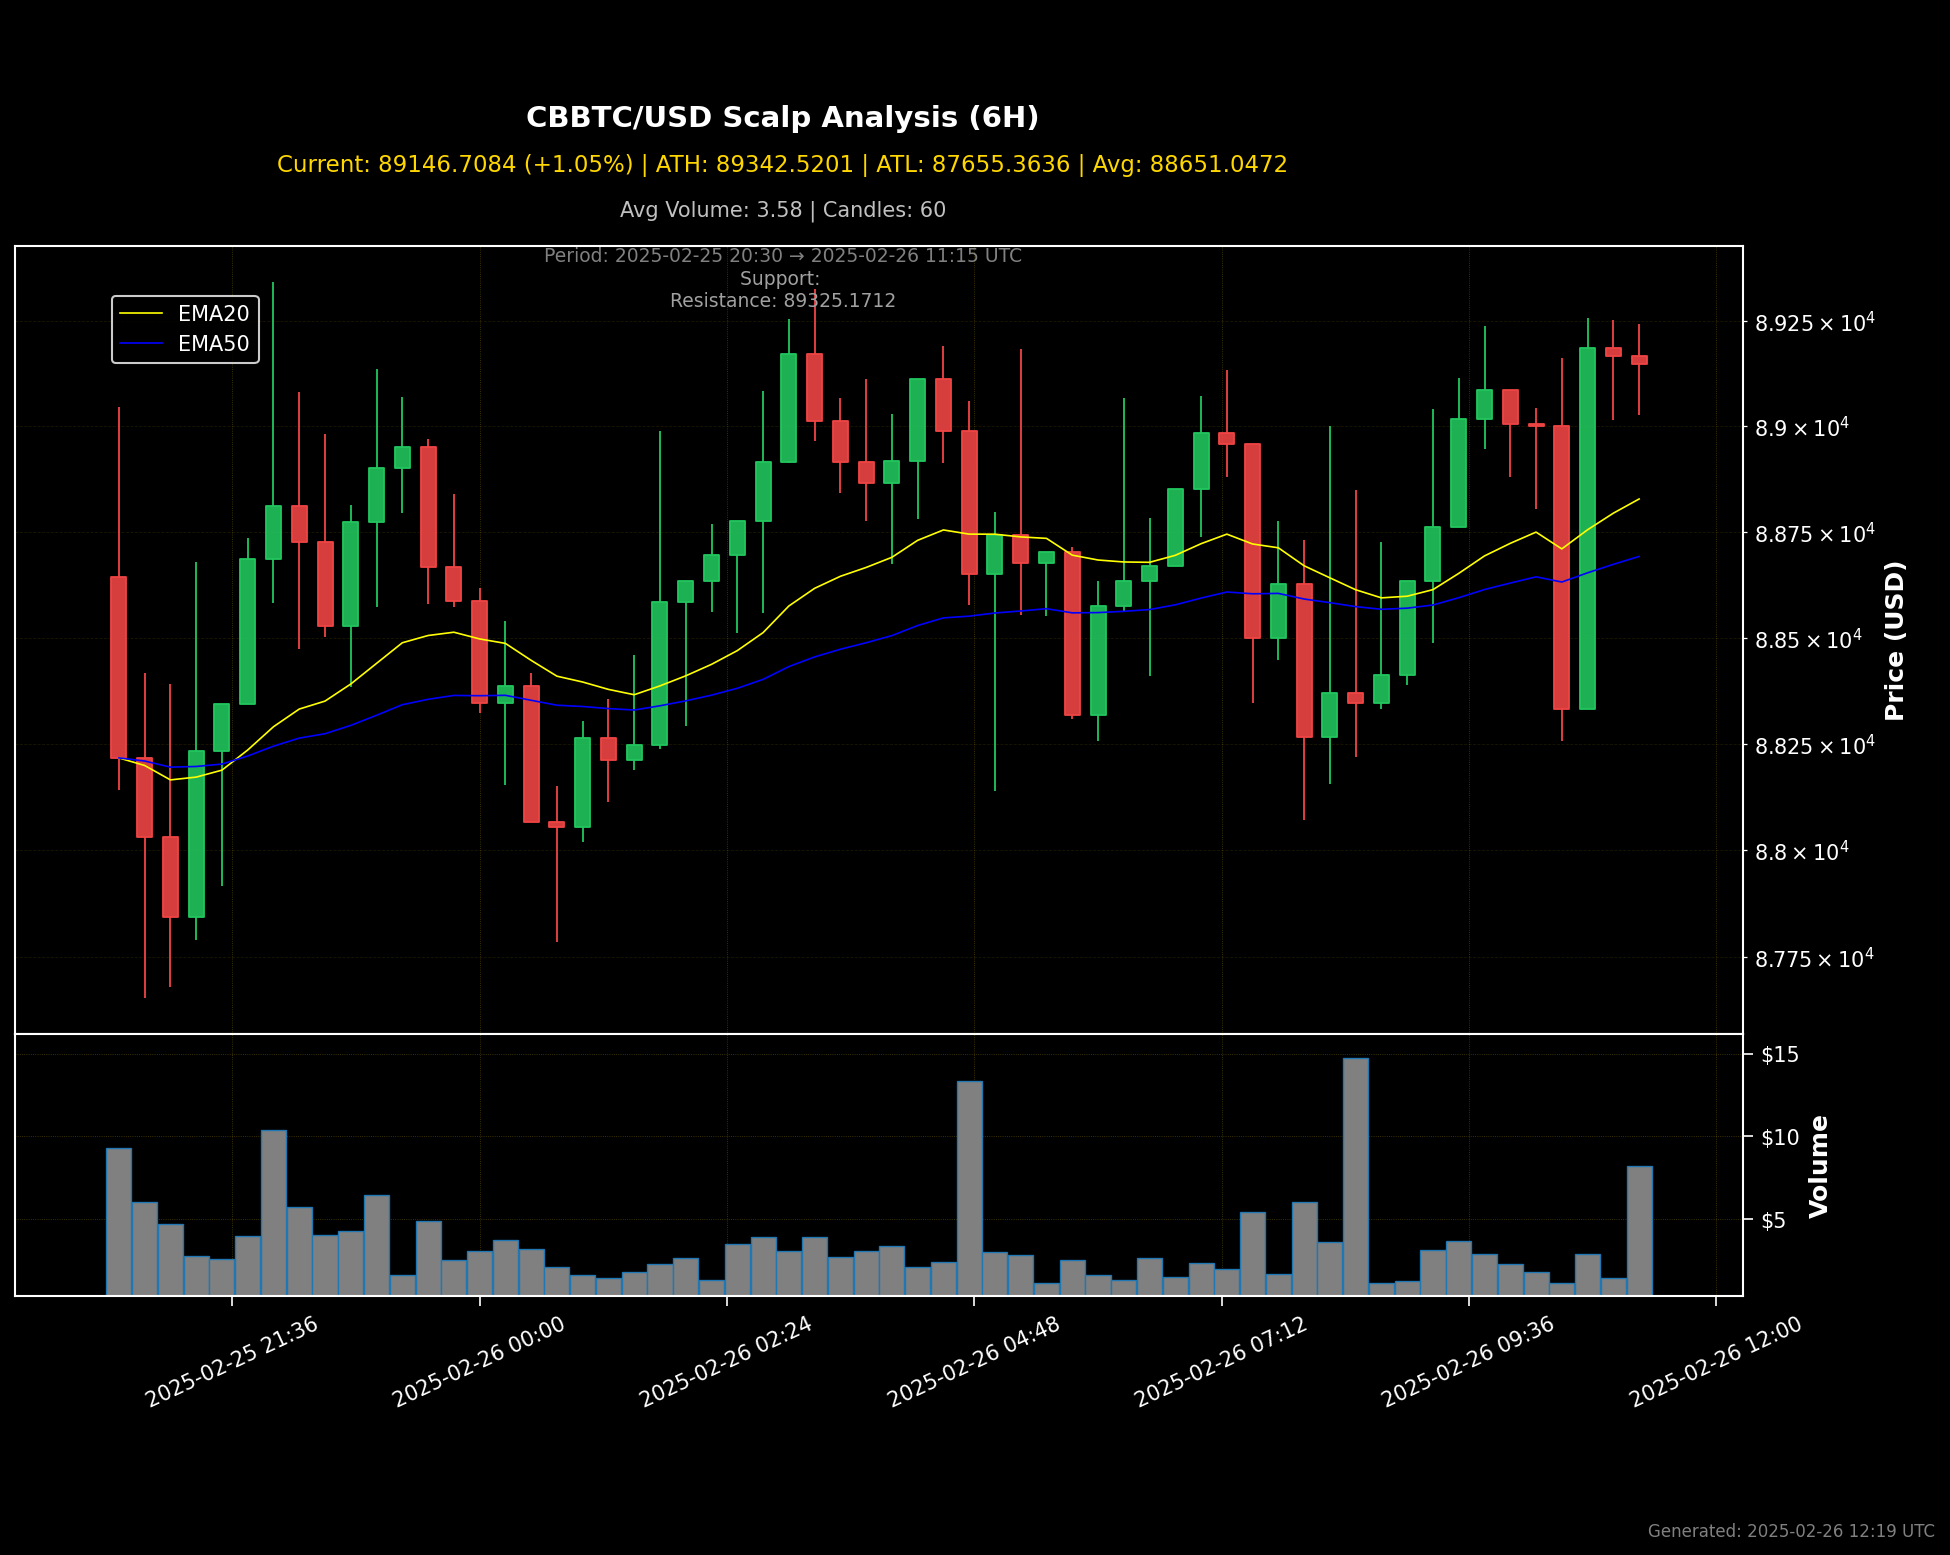 CBBTC/USD Scalp Analysis (6H)
Current: 89146.7084 (+1.05%) | ATH: 89342.5201 | ATL: 87655.3636 | Avg: 88651.0472
Avg Volume: 3.58 | Candles: 60
Period: 2025-02-25 20:30 → 2025-02-26 11:15 UTC
Support:
Resistance: 89325.1712
EMA20
EMA50
8.925 × 10⁴
8.9 × 10⁴
8.875 × 10⁴
8.85 × 10⁴
8.825 × 10⁴
8.8 × 10⁴
8.775 × 10⁴
Price (USD)
$15
$10
$5
Volume
2025-02-25 21:36
2025-02-26 00:00
2025-02-26 02:24
2025-02-26 04:48
2025-02-26 07:12
2025-02-26 09:36
2025-02-26 12:00
Generated: 2025-02-26 12:19 UTC